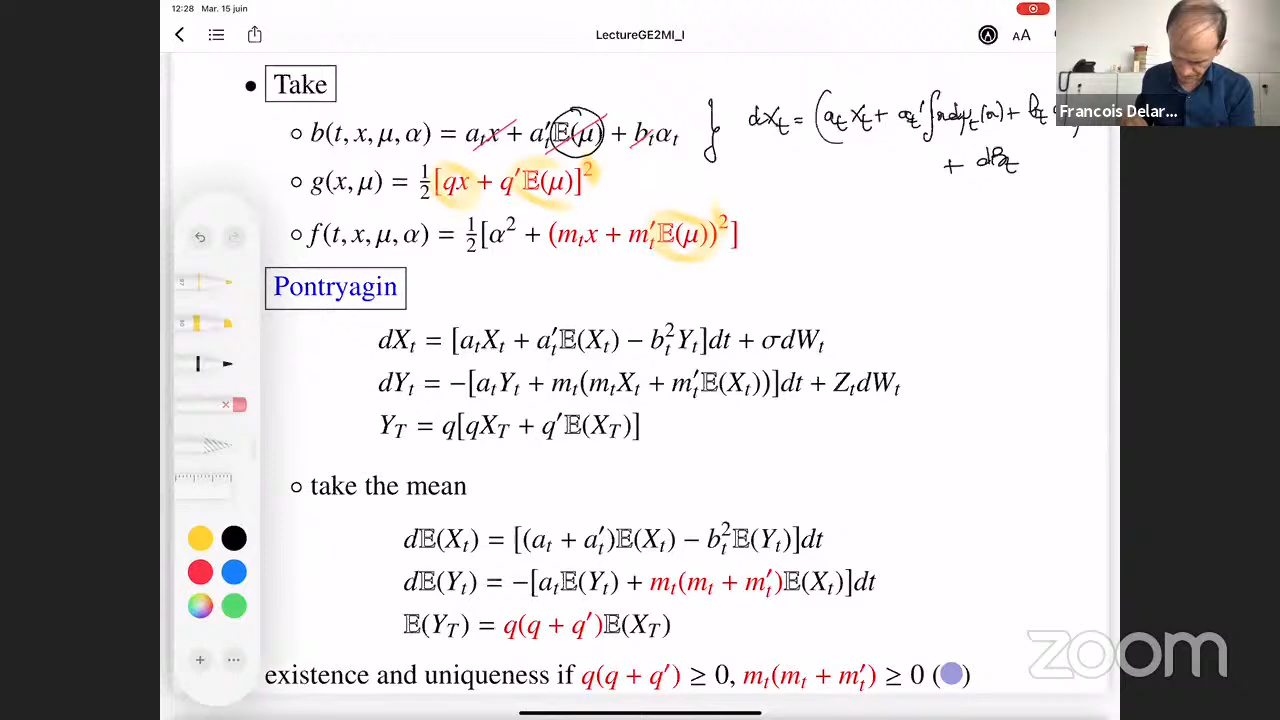 12:28 Mar. 15 juin
LectureGE2MI_I
AA
Francois Delar...
• Take
dX_t = (a_t X_t + a_t' ∫ x dμ_t(x) + b_t
+ dB_t
○ b(t, x, μ, α) = a_t x + a'_t 𝔼(μ) + b_t α_t
○ g(x, μ) = 1/2 [qx + q'𝔼(μ)]²
○ f(t, x, μ, α) = 1/2 [α² + (m_t x + m'_t 𝔼(μ))²]
Pontryagin
dX_t = [a_t X_t + a'_t 𝔼(X_t) − b_t² Y_t]dt + σdW_t
dY_t = −[a_t Y_t + m_t(m_t X_t + m'_t 𝔼(X_t))]dt + Z_t dW_t
Y_T = q[qX_T + q'𝔼(X_T)]
○ take the mean
d𝔼(X_t) = [(a_t + a'_t)𝔼(X_t) − b_t² 𝔼(Y_t)]dt
d𝔼(Y_t) = −[a_t 𝔼(Y_t) + m_t(m_t + m'_t)𝔼(X_t)]dt
𝔼(Y_T) = q(q + q')𝔼(X_T)
existence and uniqueness if q(q + q') ≥ 0, m_t(m_t + m'_t) ≥ 0 ( )
zoom